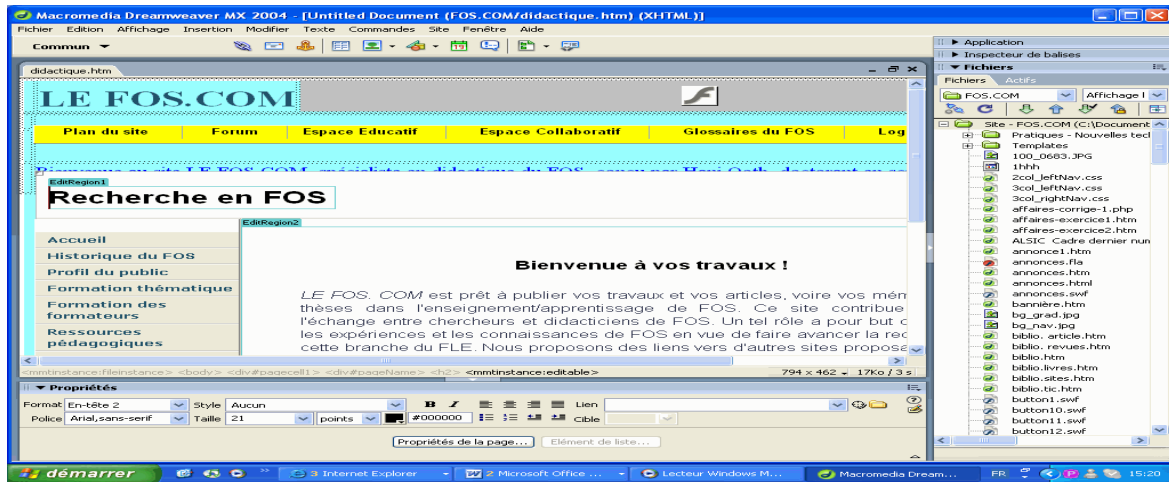 Macromedia Dreamweaver MX 2004 - [Untitled Document (FOS.COM/didactique.htm) (XHTML)]
Fichier Edition Affichage Insertion Modifier Texte Commandes Site Fenêtre Aide
Commun
didactique.htm
LE FOS.COM
Plan du site Forum Espace Educatif Espace Collaboratif Glossaires du FOS Log
EditRegion1
Recherche en FOS
EditRegion2
Accueil
Historique du FOS
Profil du public
Formation thématique
Formation des
formateurs
Ressources
pédagogiques
Bienvenue à vos travaux !
LE FOS. COM est prêt à publier vos travaux et vos articles, voire vos mém
thèses dans l'enseignement/apprentissage de FOS. Ce site contribue
l'échange entre chercheurs et didacticiens de FOS. Un tel rôle a pour but
les expériences et les connaissances de FOS en vue de faire avancer la rec
cette branche du FLE. Nous proposons des liens vers d'autres sites propose
<mmtinstance:fileinstance> <body> <div#pagecell1> <div#pageName> <h2> <mmtinstance:editable>
794 x 462 17Ko / 3 s
Propriétés
Format En-tête 2 Style Aucun B I Lien
Police Arial,sans-serif Taille 21 points #000000 Cible
Propriétés de la page... Elément de liste...
Application
Inspecteur de balises
Fichiers
Fichiers Actifs
FOS.COM Affichage l
Site - FOS.COM (C:\Document
Pratiques - Nouvelles tecl
Templates
100_0683.JPG
1hhh
2col_leftNav.css
3col_leftNav.css
3col_rightNav.css
affaires-corrige-1.php
affaires-exercice1.htm
affaires-exercice2.htm
ALSIC Cadre dernier num
annonce1.htm
annonces.fla
annonces.htm
annonces.html
annonces.swf
bannière.htm
bg_grad.jpg
bg_nav.jpg
biblio. article.htm
biblio. revues.htm
biblio.htm
biblio.livres.htm
biblio.sites.htm
biblio.tic.htm
button1.swf
button10.swf
button11.swf
button12.swf
démarrer 3 Internet Explorer 2 Microsoft Office ... Lecteur Windows M... Macromedia Dream... FR 15:20